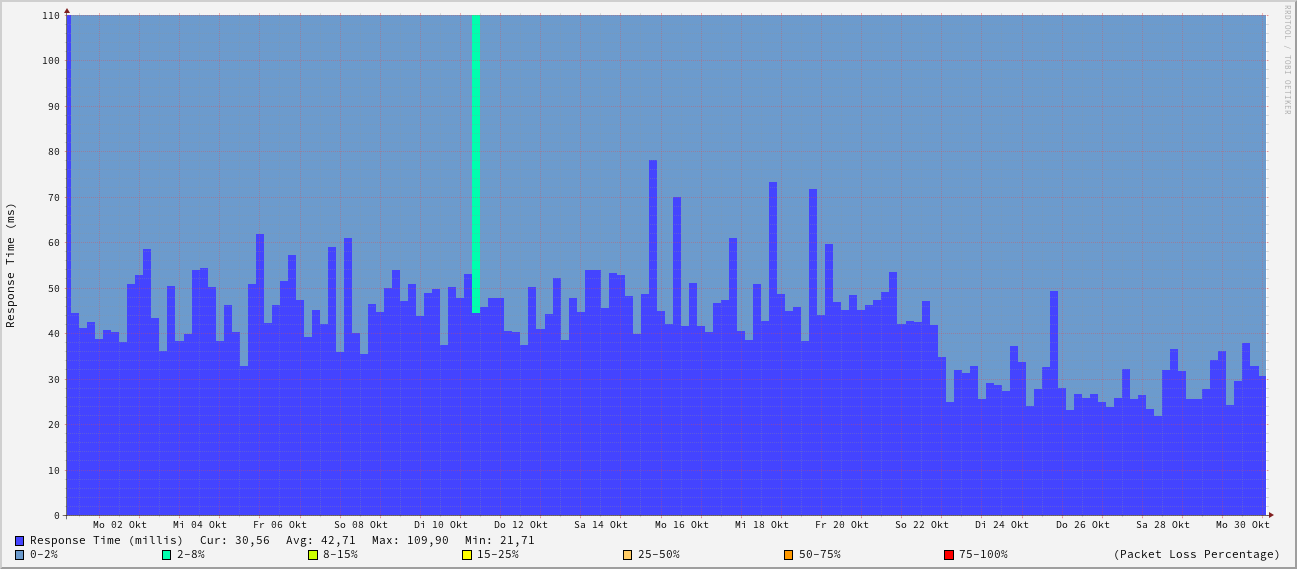 RRDTOOL / TOBI OETIKER
Response Time (ms)
110
100
90
80
70
60
50
40
30
20
10
0
Mo 02 Okt Mi 04 Okt Fr 06 Okt So 08 Okt Di 10 Okt Do 12 Okt Sa 14 Okt Mo 16 Okt Mi 18 Okt Fr 20 Okt So 22 Okt Di 24 Okt Do 26 Okt Sa 28 Okt Mo 30 Okt
Response Time (millis) Cur: 30,56 Avg: 42,71 Max: 109,90 Min: 21,71
0-2% 2-8% 8-15% 15-25% 25-50% 50-75% 75-100% (Packet Loss Percentage)